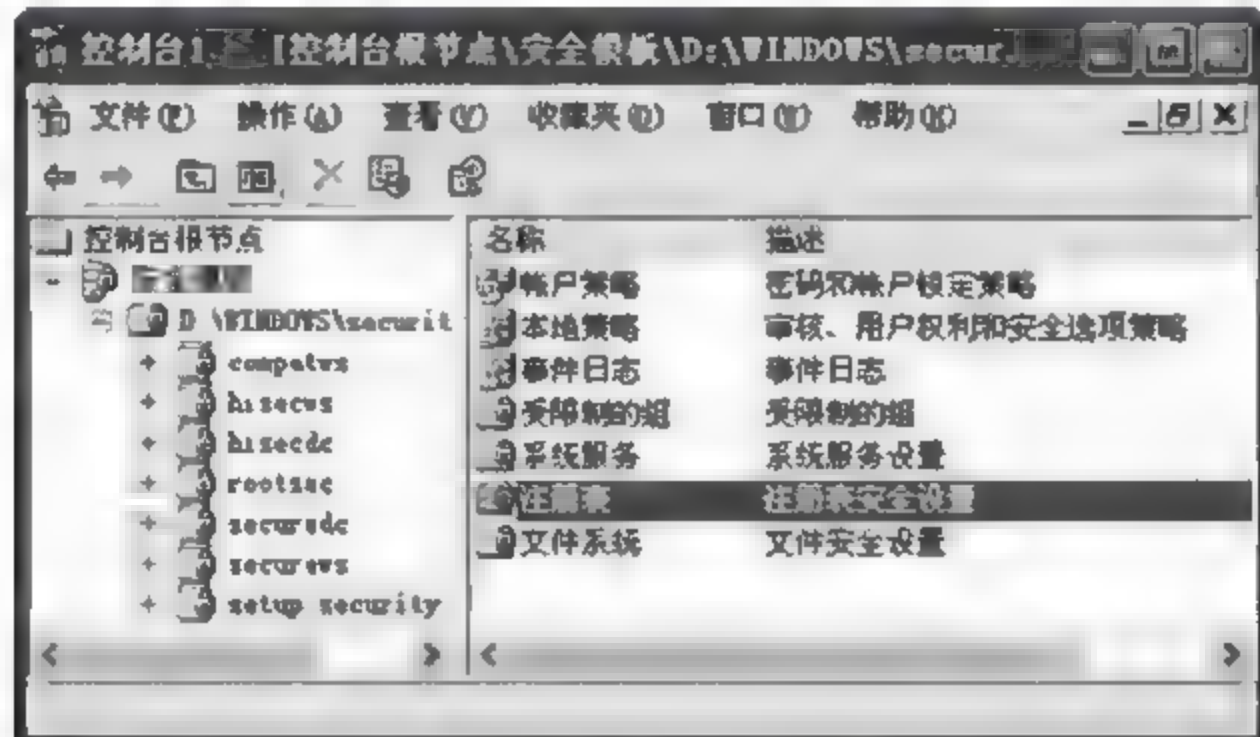 控制台1 [控制台根节点\安全模板\D:\WINDOWS\secur
文件(F) 操作(A) 查看(V) 收藏夹(O) 窗口(W) 帮助(H)
控制台根节点
D \WINDOWS\securit
compatws
hisecws
hisecdc
rootsec
securedc
securews
setup security
名称 描述
帐户策略 密码和帐户锁定策略
本地策略 审核、用户权利和安全选项策略
事件日志 事件日志
受限制的组 受限制的组
系统服务 系统服务设置
注册表 注册表安全设置
文件系统 文件安全设置